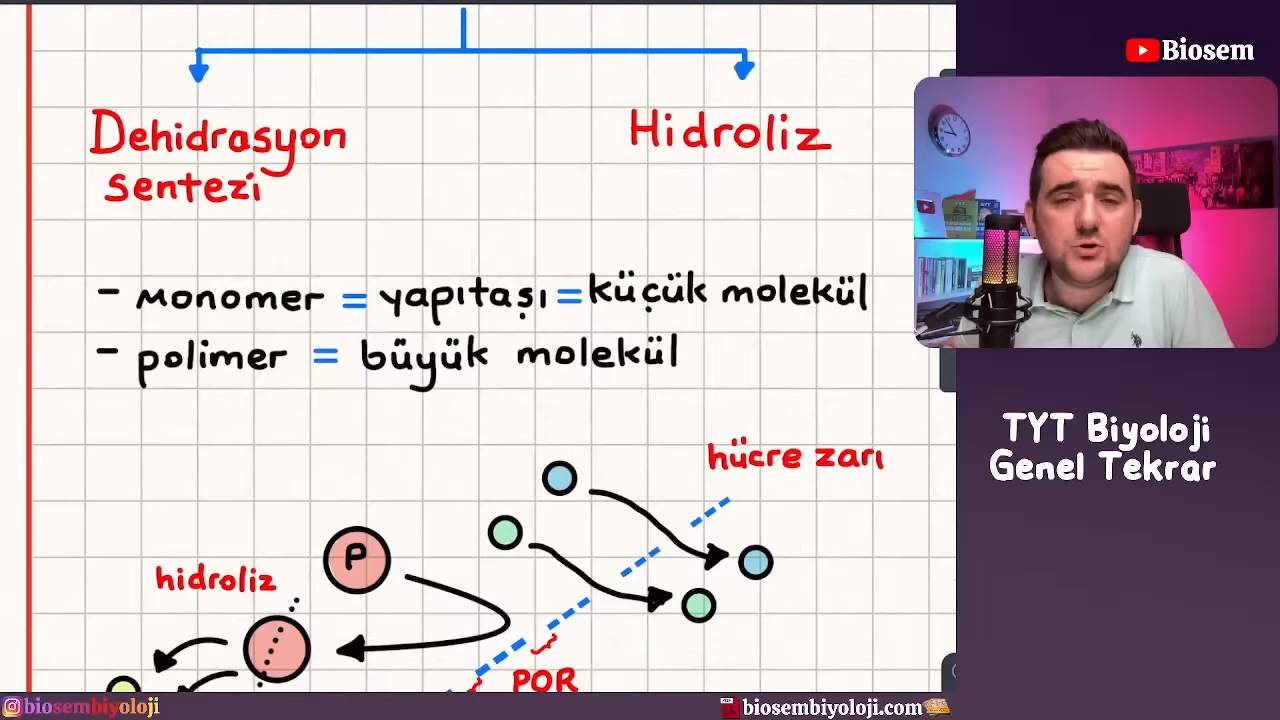 Dehidrasyon
sentezi
Hidroliz
- monomer = yapıtaşı = küçük molekül
- polimer = büyük molekül
hücre zarı
P
hidroliz
POR
Biosem
TYT Biyoloji
Genel Tekrar
biosembiyoloji
biosembiyoloji.com